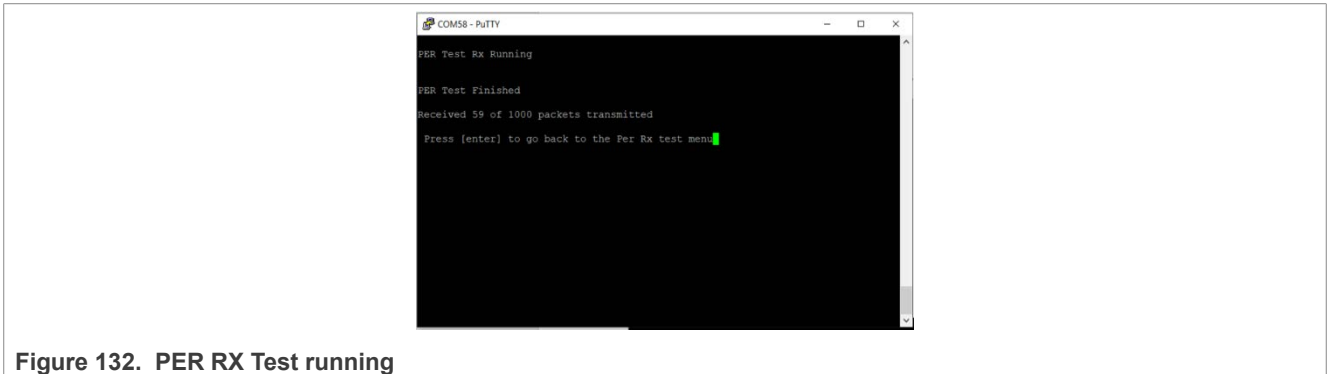 COM58 - PuTTY
PER Test Rx Running
PER Test Finished
Received 59 of 1000 packets transmitted
Press [enter] to go back to the Per Rx test menu
Figure 132. PER RX Test running